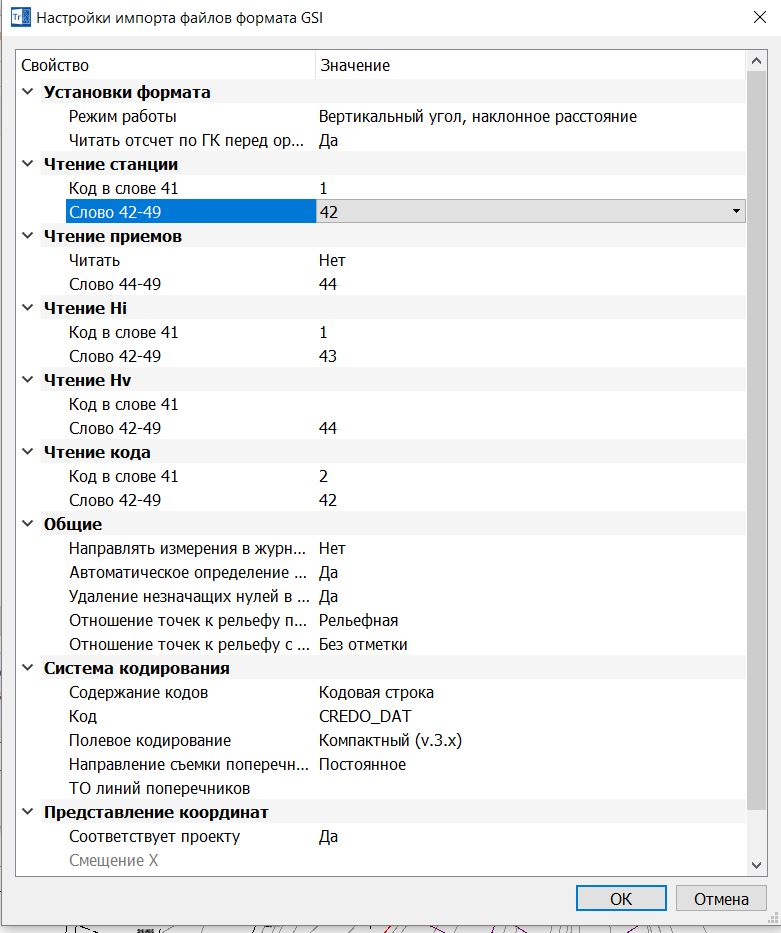 Настройки импорта файлов формата GSI
Свойство Значение
Установки формата
Режим работы Вертикальный угол, наклонное расстояние
Читать отсчет по ГК перед ор... Да
Чтение станции
Код в слове 41 1
Слово 42-49 42
Чтение приемов
Читать Нет
Слово 44-49 44
Чтение Hi
Код в слове 41 1
Слово 42-49 43
Чтение Hv
Код в слове 41
Слово 42-49 44
Чтение кода
Код в слове 41 2
Слово 42-49 42
Общие
Направлять измерения в журн... Нет
Автоматическое определение ... Да
Удаление незначащих нулей в ... Да
Отношение точек к рельефу п... Рельефная
Отношение точек к рельефу с ... Без отметки
Система кодирования
Содержание кодов Кодовая строка
Код CREDO_DAT
Полевое кодирование Компактный (v.3.x)
Направление съемки поперечн... Постоянное
ТО линий поперечников
Представление координат
Соответствует проекту Да
Смещение X
OK Отмена